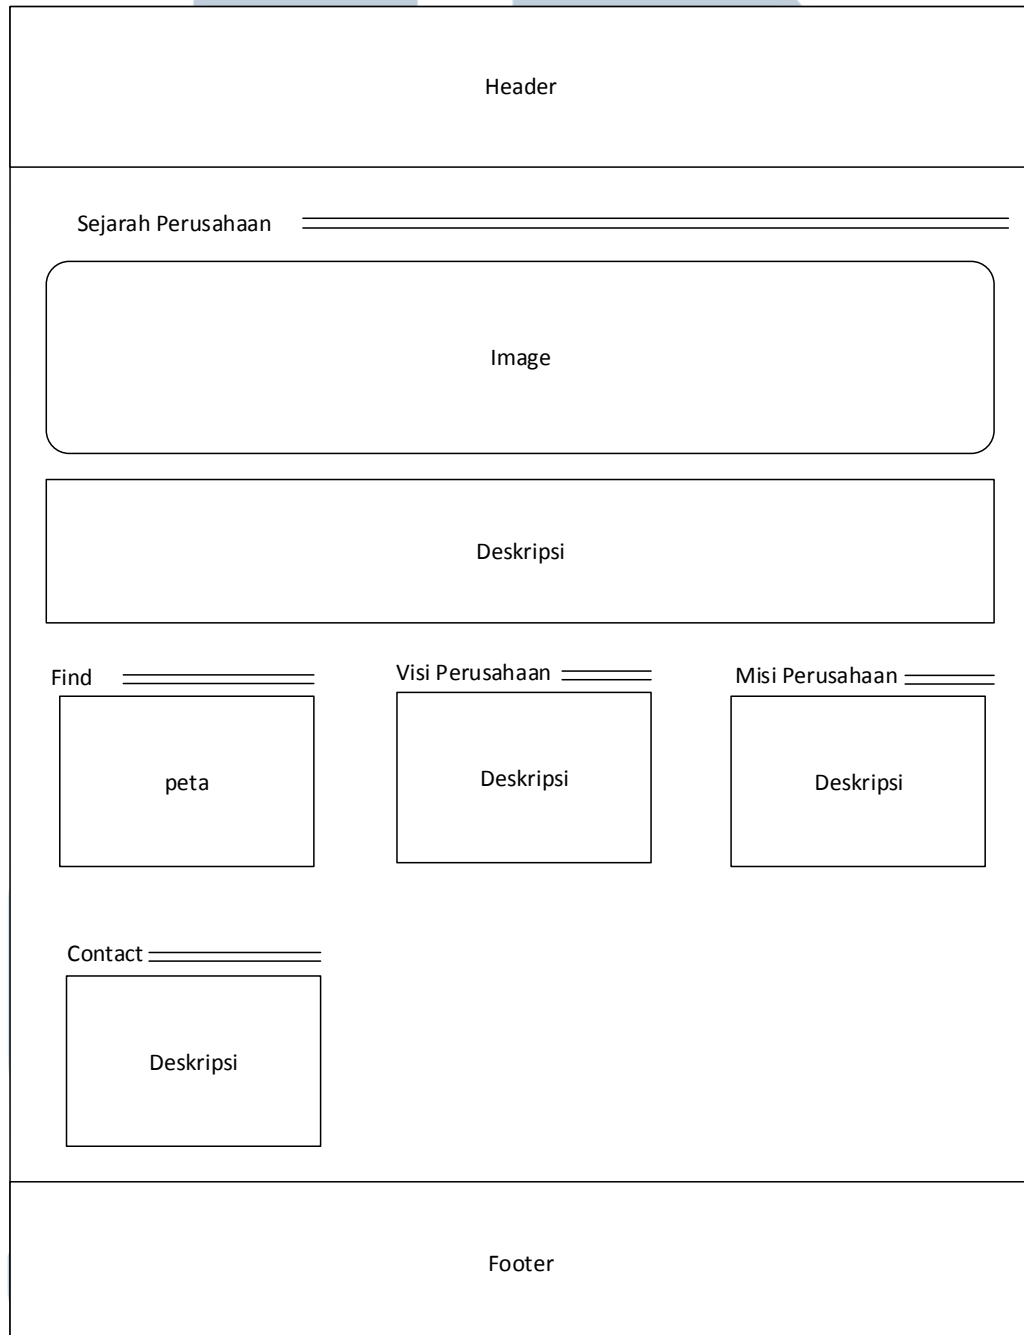 Header
Sejarah Perusahaan
Image
Deskripsi
Find
Visi Perusahaan
Misi Perusahaan
peta
Deskripsi
Deskripsi
Contact
Deskripsi
Footer